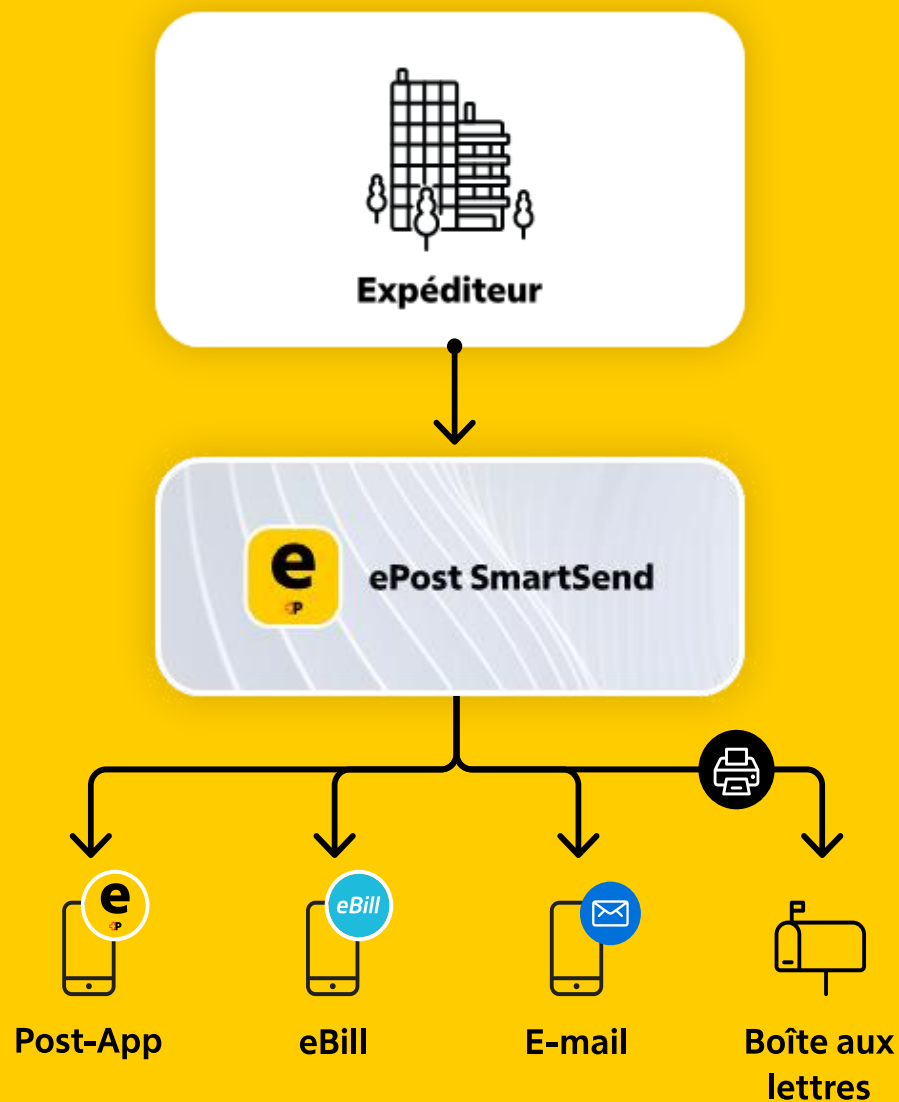 Expéditeur
e
P
ePost SmartSend
e
P
eBill
Post-App
eBill
E-mail
Boîte aux
lettres